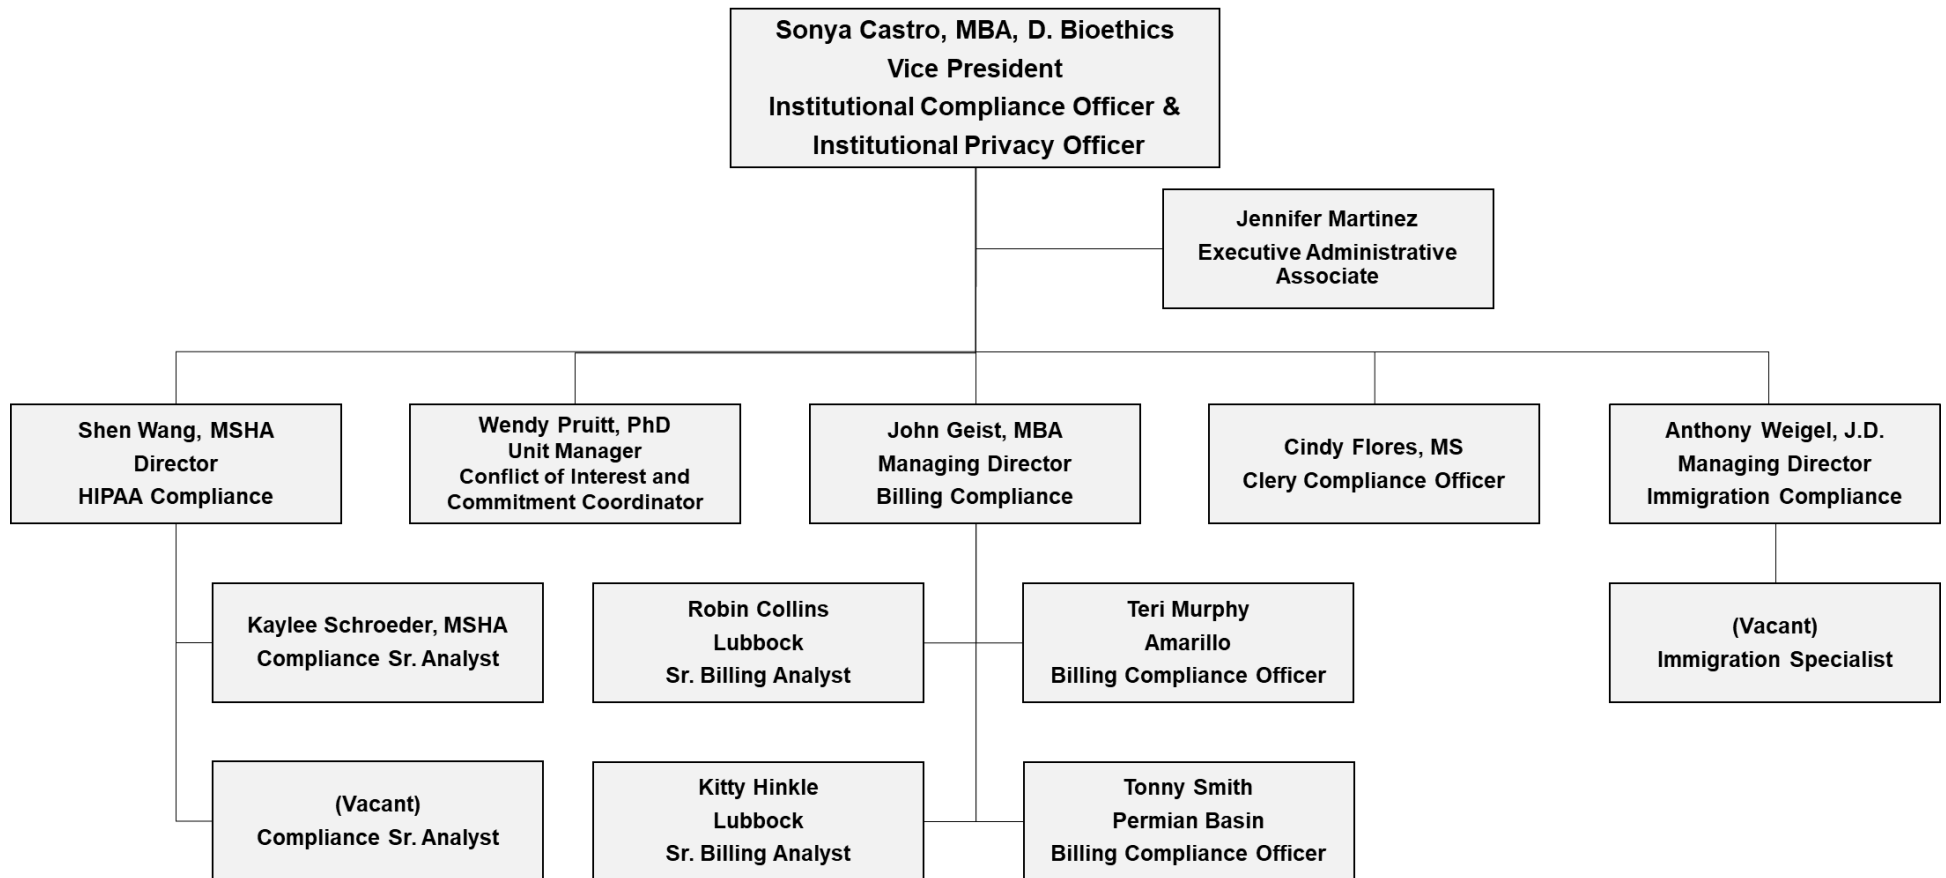 Sonya Castro, MBA, D. Bioethics
Vice President
Institutional Compliance Officer &
Institutional Privacy Officer
Jennifer Martinez
Executive Administrative
Associate
Shen Wang, MSHA
Director
HIPAA Compliance
Wendy Pruitt, PhD
Unit Manager
Conflict of Interest and
Commitment Coordinator
John Geist, MBA
Managing Director
Billing Compliance
Cindy Flores, MS
Clery Compliance Officer
Anthony Weigel, J.D.
Managing Director
Immigration Compliance
Kaylee Schroeder, MSHA
Compliance Sr. Analyst
Robin Collins
Lubbock
Sr. Billing Analyst
Teri Murphy
Amarillo
Billing Compliance Officer
(Vacant)
Immigration Specialist
(Vacant)
Compliance Sr. Analyst
Kitty Hinkle
Lubbock
Sr. Billing Analyst
Tonny Smith
Permian Basin
Billing Compliance Officer